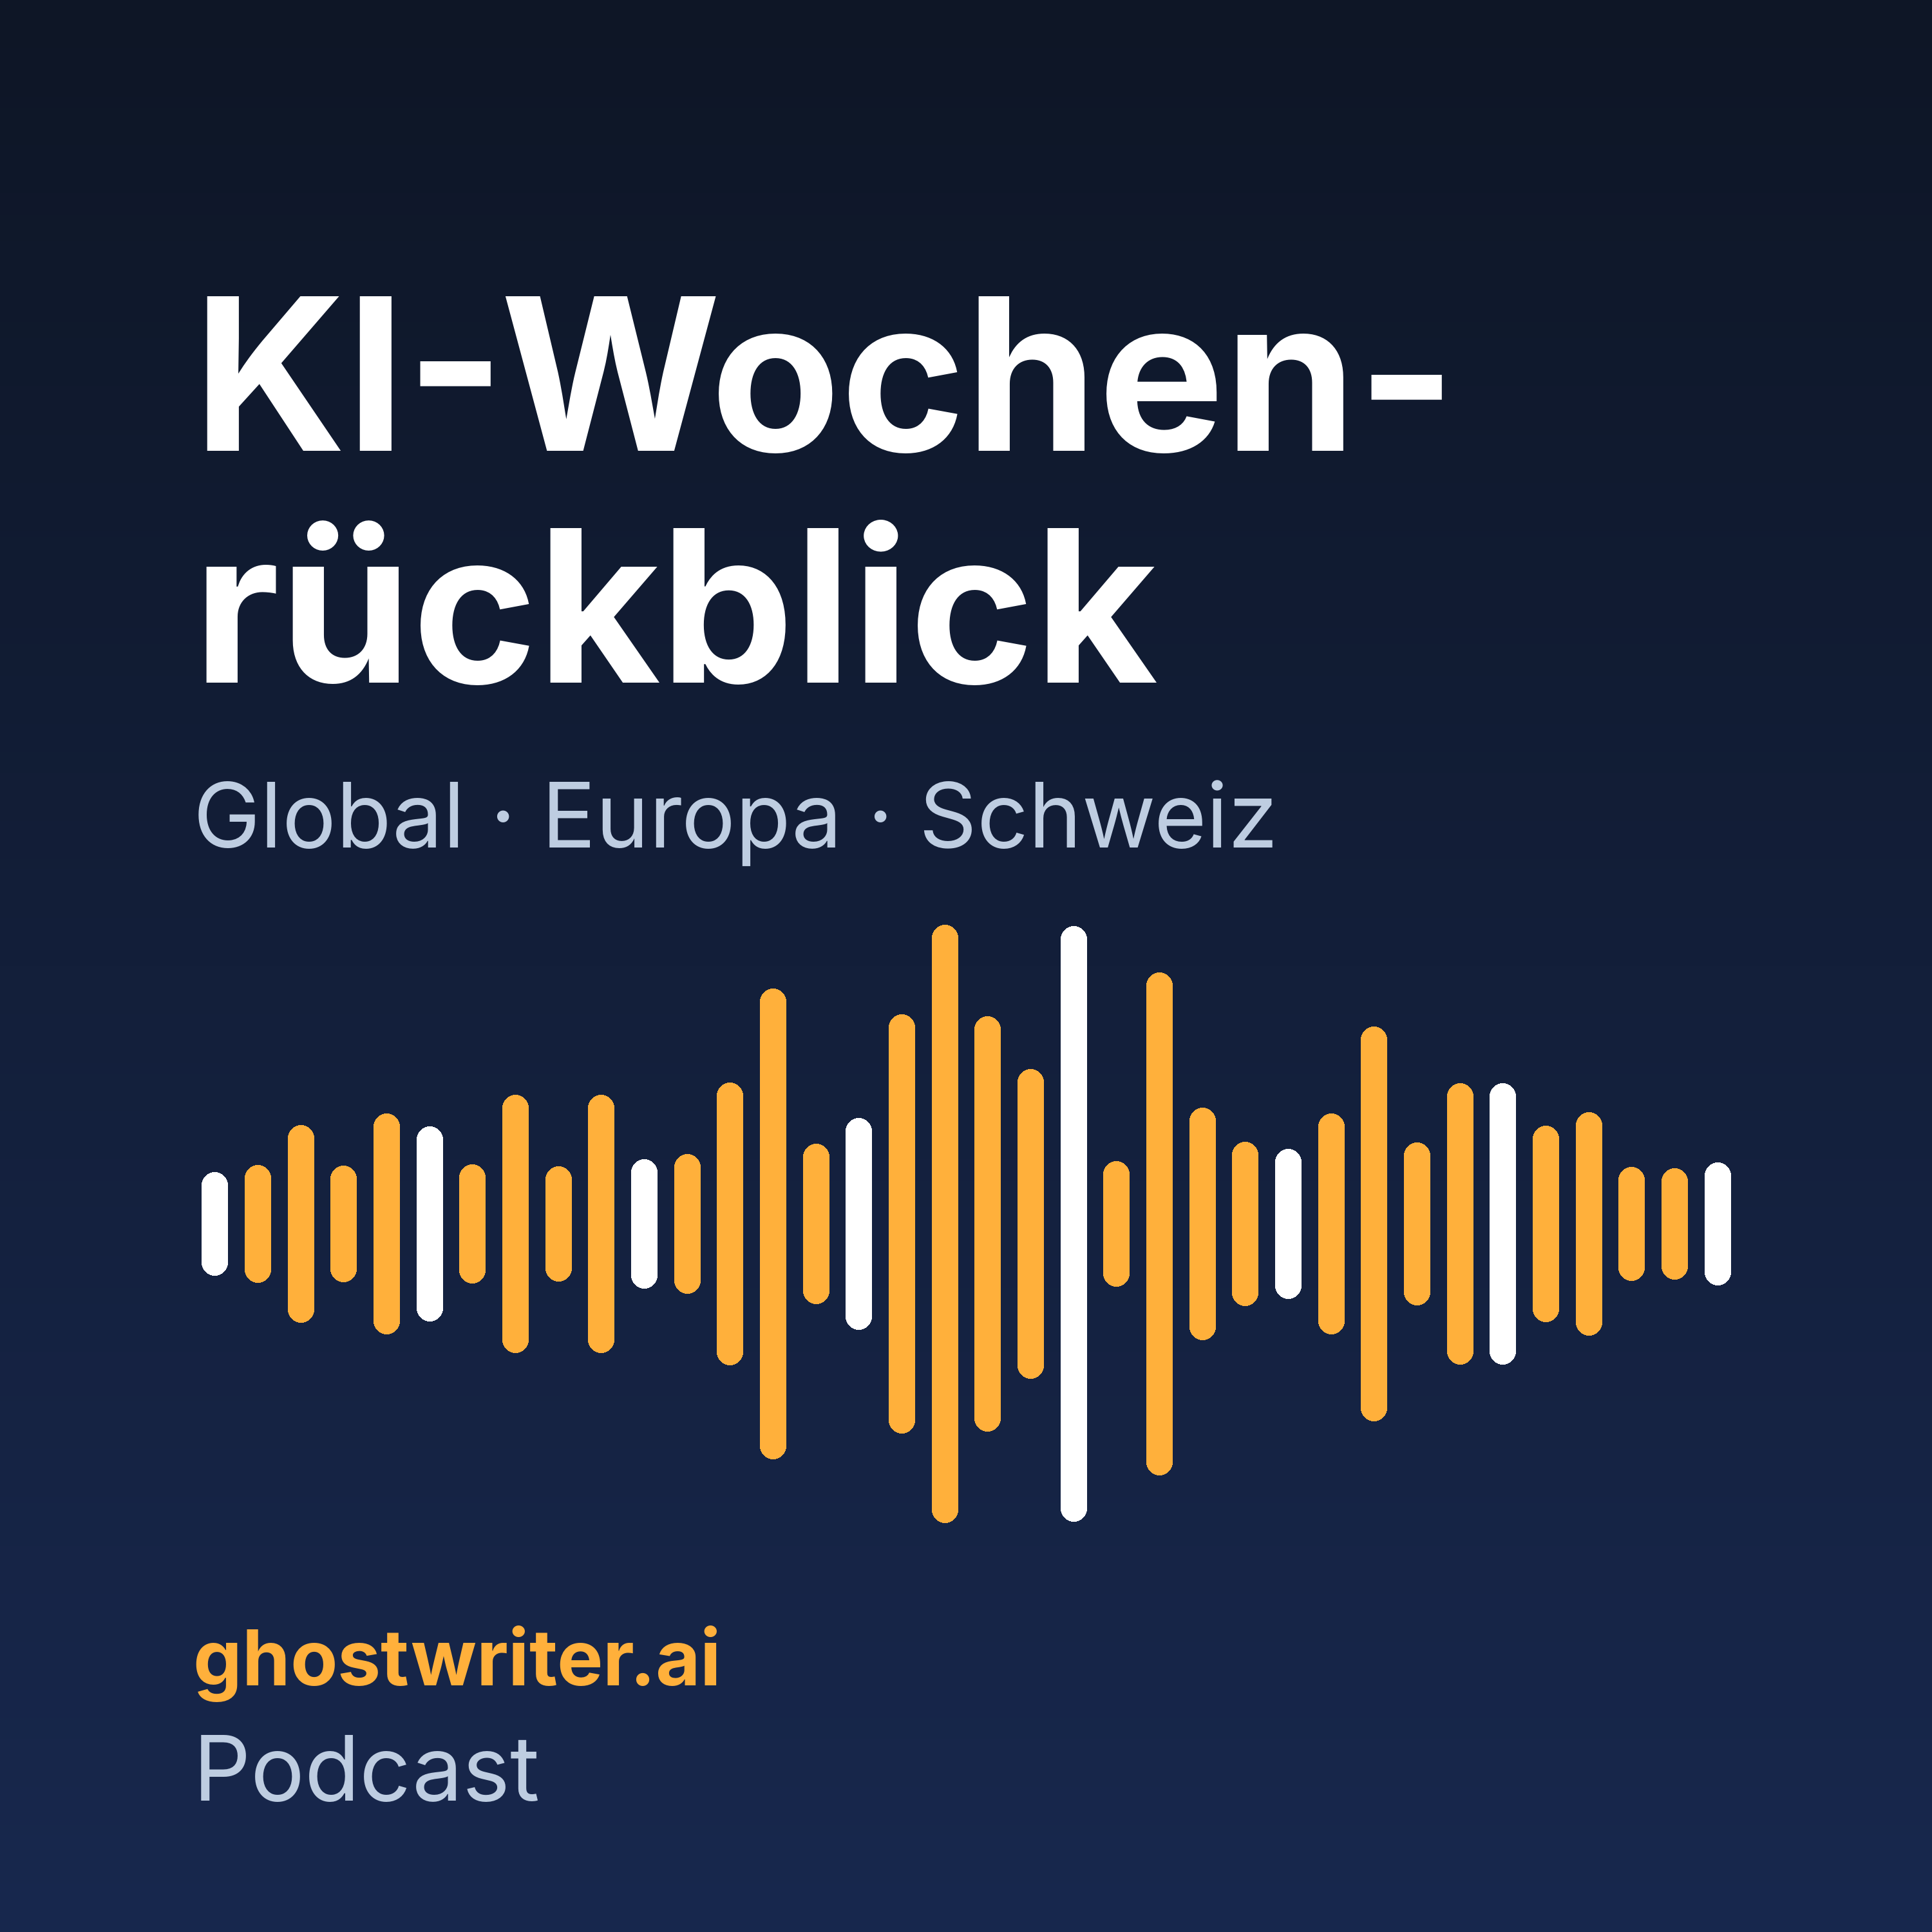 KI-Wochen-
rückblick
Global · Europa · Schweiz
ghostwriter.ai
Podcast